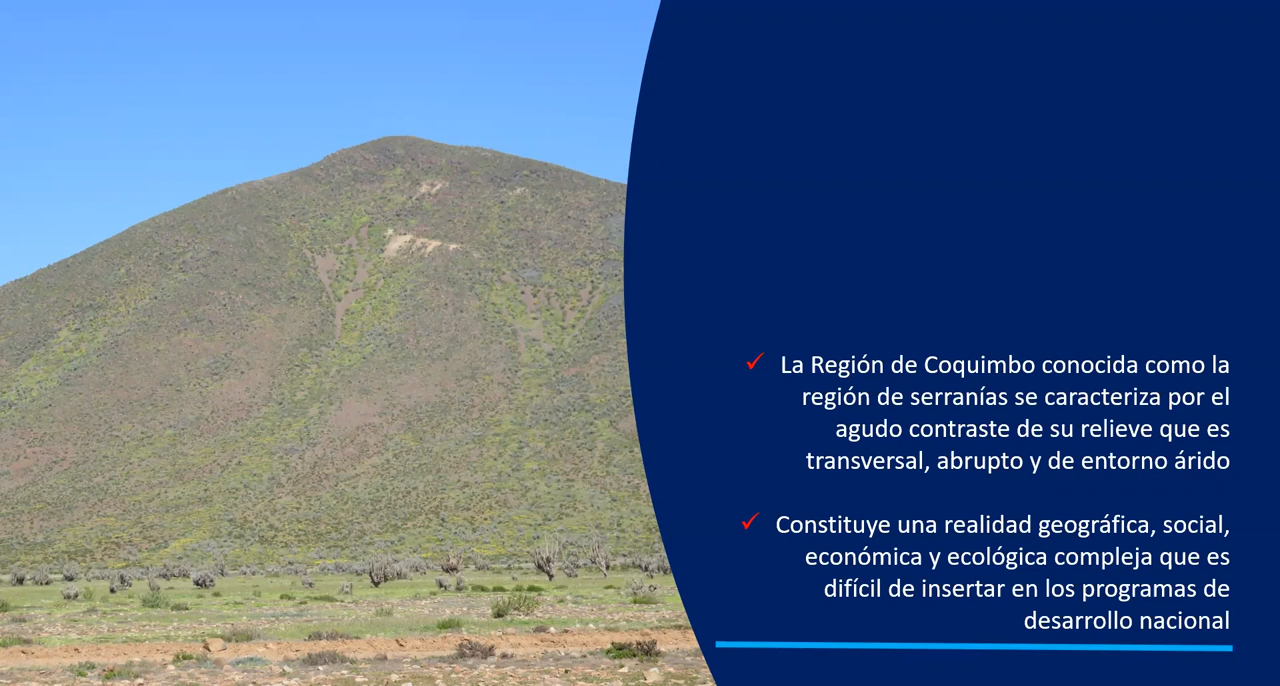 La Región de Coquimbo conocida como la
región de serranías se caracteriza por el
agudo contraste de su relieve que es
transversal, abrupto y de entorno árido
Constituye una realidad geográfica, social,
económica y ecológica compleja que es
difícil de insertar en los programas de
desarrollo nacional